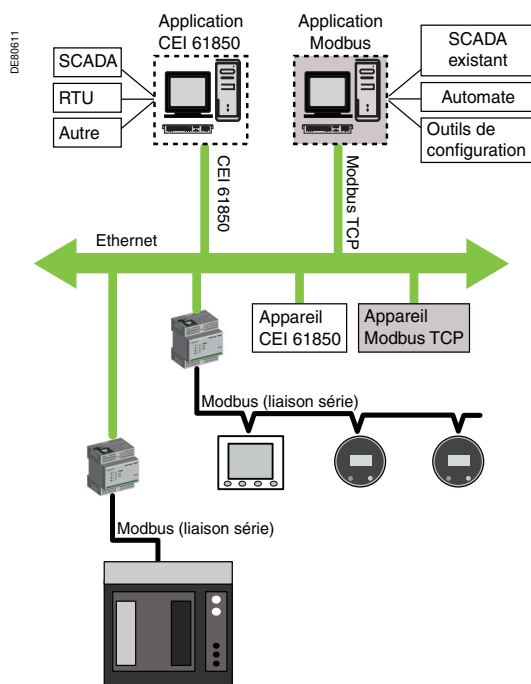 DE80611
Application
CEI 61850
Application
Modbus
SCADA
RTU
Autre
SCADA
existant
Automate
Outils de
configuration
CEI 61850
Modbus TCP
Ethernet
Appareil
CEI 61850
Appareil
Modbus TCP
Modbus (liaison série)
Modbus (liaison série)